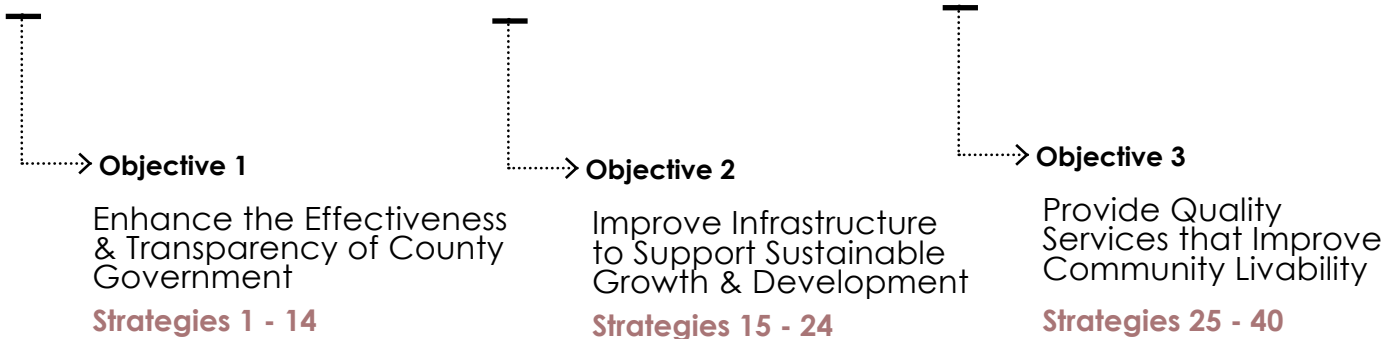 Objective 1
Enhance the Effectiveness
& Transparency of County
Government
Strategies 1 - 14
Objective 2
Improve Infrastructure
to Support Sustainable
Growth & Development
Strategies 15 - 24
Objective 3
Provide Quality
Services that Improve
Community Livability
Strategies 25 - 40